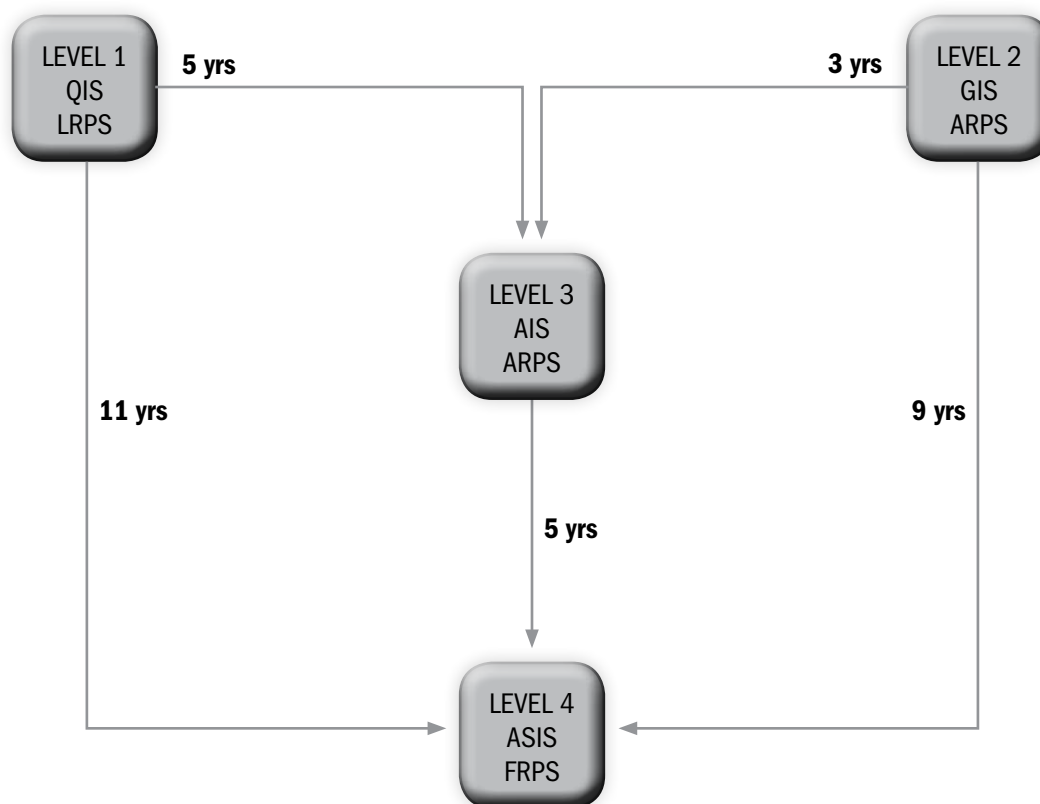 LEVEL 1
QIS
LRPS
5 yrs
3 yrs
LEVEL 2
GIS
ARPS
LEVEL 3
AIS
ARPS
11 yrs
9 yrs
5 yrs
LEVEL 4
ASIS
FRPS